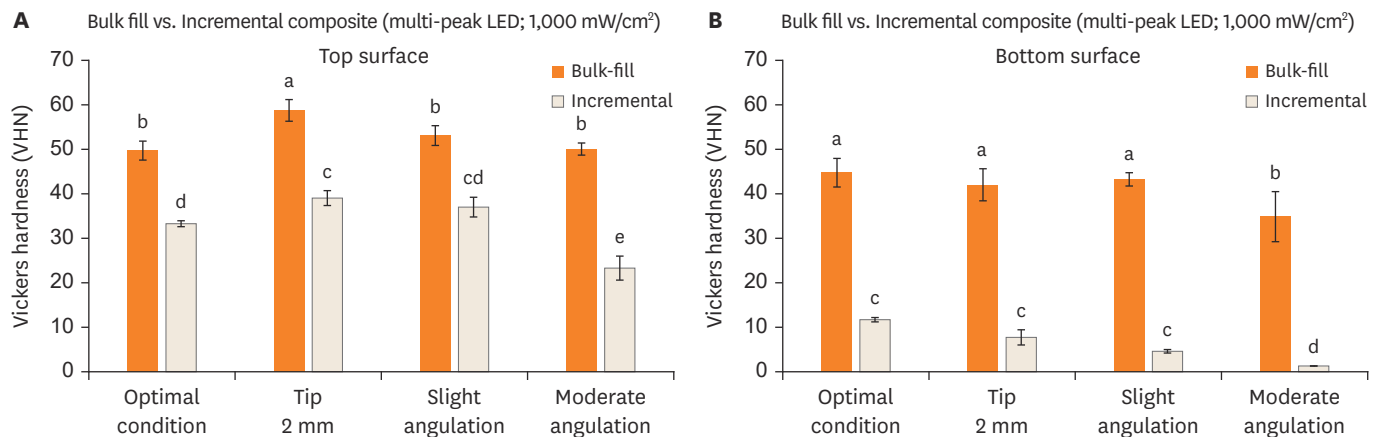 A Bulk fill vs. Incremental composite (multi-peak LED; 1,000 mW/cm²)
Top surface
Bulk-fill
Incremental
Vickers hardness (VHN)
70
60
50
40
30
20
10
0
b
d
a
c
b
cd
b
e
Optimal condition
Tip 2 mm
Slight angulation
Moderate angulation
B Bulk fill vs. Incremental composite (multi-peak LED; 1,000 mW/cm²)
Bottom surface
Bulk-fill
Incremental
Vickers hardness (VHN)
70
60
50
40
30
20
10
0
a
c
a
c
a
c
b
d
Optimal condition
Tip 2 mm
Slight angulation
Moderate angulation